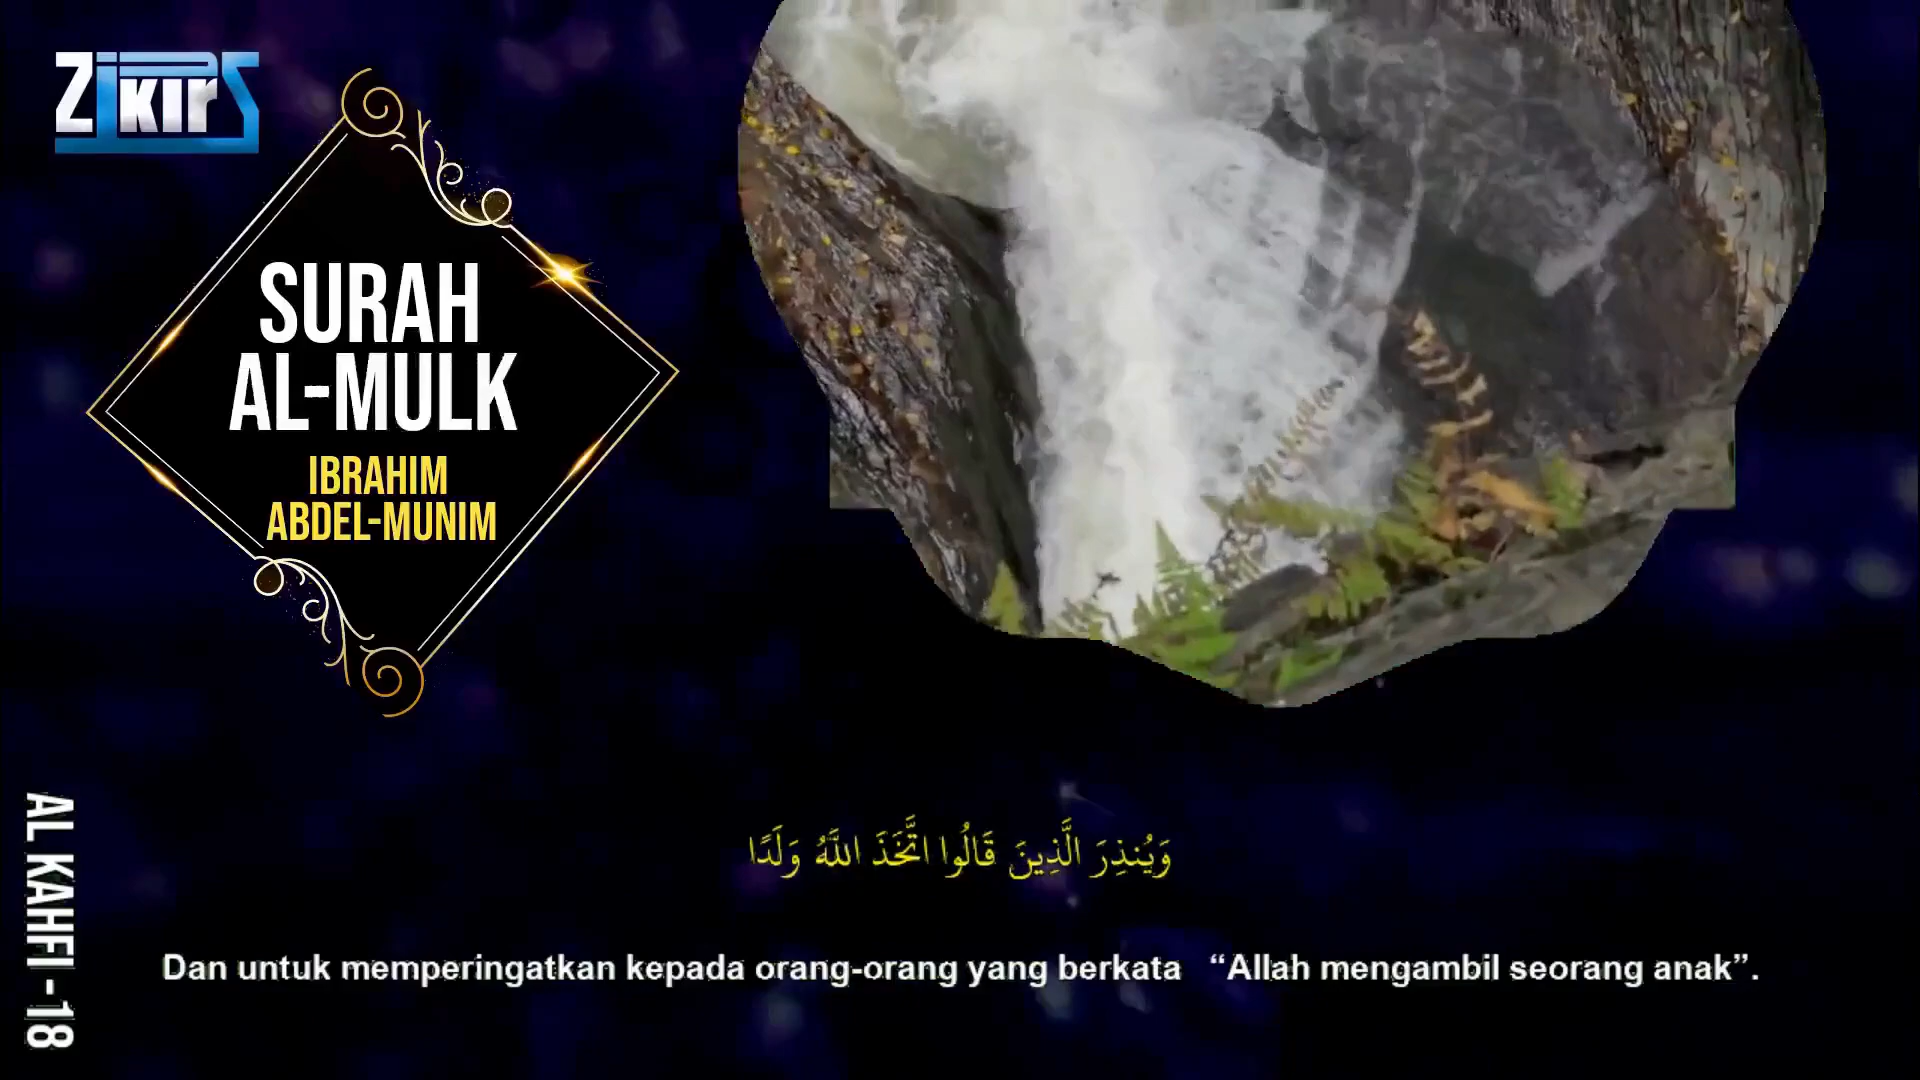 ZikirS
SURAH
AL-MULK
IBRAHIM
ABDEL-MUNIM
AL KAHFI - 18
وَيُنذِرَ الَّذِينَ قَالُوا اتَّخَذَ اللَّهُ وَلَدًا
Dan untuk memperingatkan kepada orang-orang yang berkata “Allah mengambil seorang anak”.